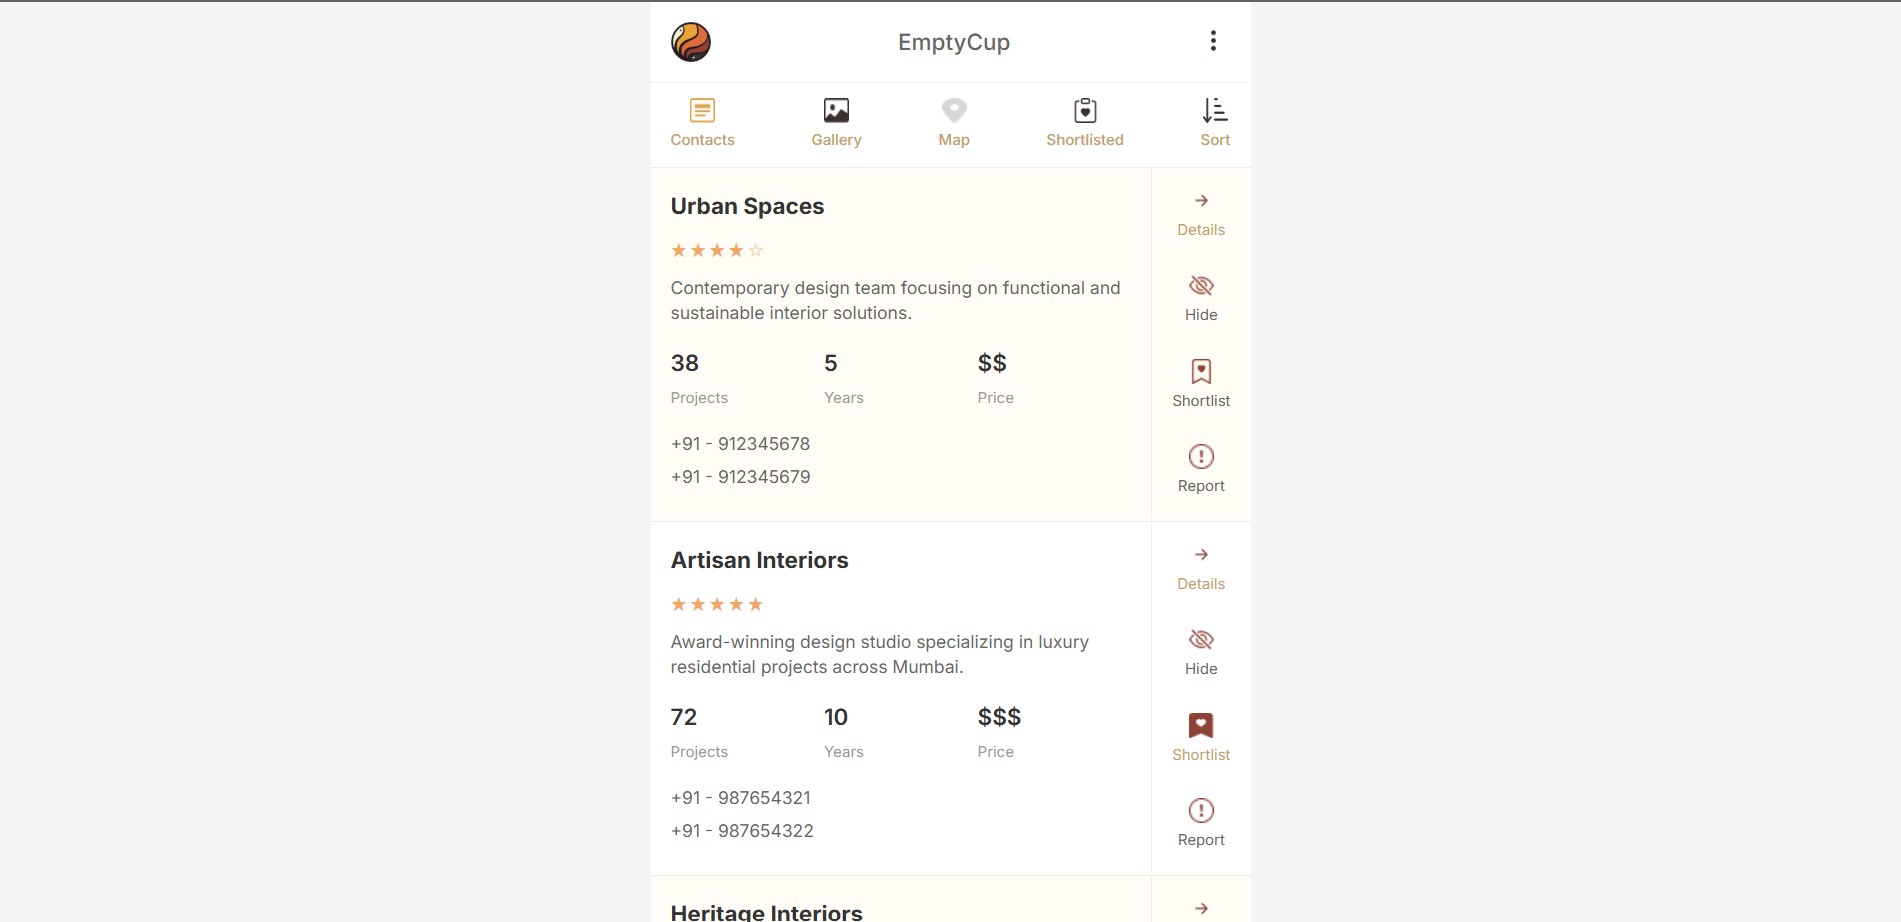 EmptyCup
Contacts Gallery Map Shortlisted Sort
Urban Spaces
Details
Contemporary design team focusing on functional and
sustainable interior solutions.
Hide
38 5 $$
Projects Years Price
Shortlist
+91 - 912345678
+91 - 912345679
Report
Artisan Interiors
Details
Award-winning design studio specializing in luxury
residential projects across Mumbai.
Hide
72 10 $$$
Projects Years Price
Shortlist
+91 - 987654321
+91 - 987654322
Report
Heritage Interiors